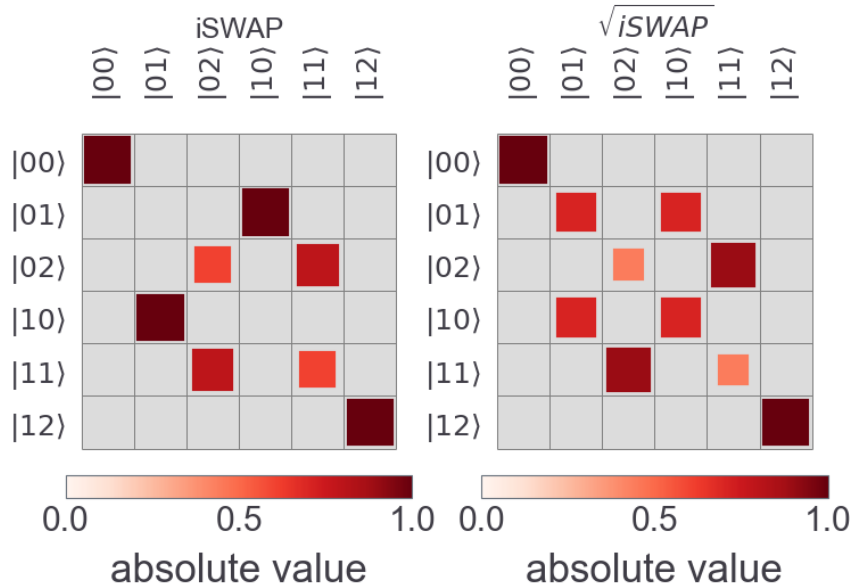 iSWAP
|00⟩ |01⟩ |02⟩ |10⟩ |11⟩ |12⟩
|00⟩
|01⟩
|02⟩
|10⟩
|11⟩
|12⟩
0.0 0.5 1.0
absolute value
√iSWAP
|00⟩ |01⟩ |02⟩ |10⟩ |11⟩ |12⟩
|00⟩
|01⟩
|02⟩
|10⟩
|11⟩
|12⟩
0.0 0.5 1.0
absolute value